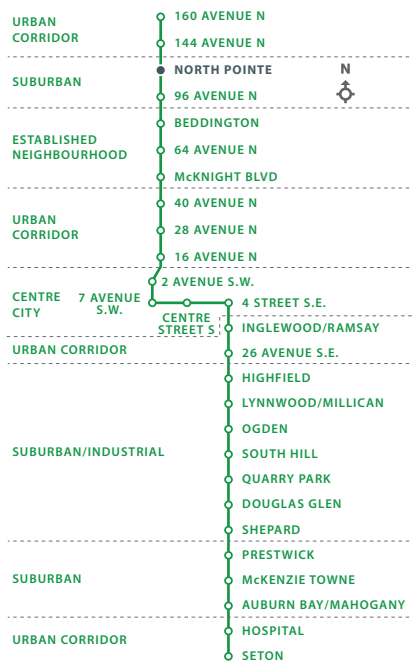 160 AVENUE N
URBAN
CORRIDOR
144 AVENUE N
NORTH POINTE
N
SUBURBAN
96 AVENUE N
BEDDINGTON
ESTABLISHED
NEIGHBOURHOOD
64 AVENUE N
McKNIGHT BLVD
40 AVENUE N
URBAN
CORRIDOR
28 AVENUE N
16 AVENUE N
2 AVENUE S.W.
CENTRE
CITY
7 AVENUE
S.W.
4 STREET S.E.
CENTRE
STREET S
INGLEWOOD/RAMSAY
URBAN CORRIDOR
26 AVENUE S.E.
HIGHFIELD
LYNNWOOD/MILLICAN
OGDEN
SUBURBAN/INDUSTRIAL
SOUTH HILL
QUARRY PARK
DOUGLAS GLEN
SHEPARD
PRESTWICK
SUBURBAN
McKENZIE TOWNE
AUBURN BAY/MAHOGANY
HOSPITAL
URBAN CORRIDOR
SETON